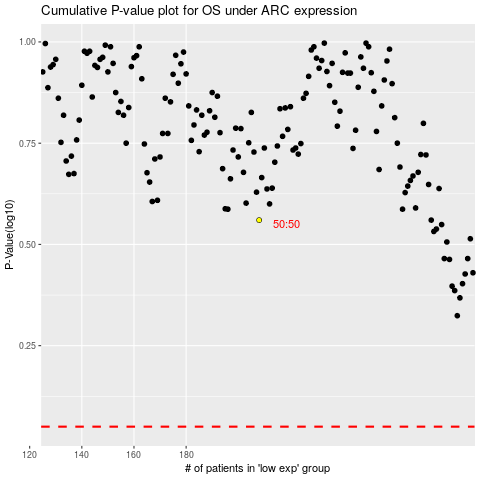 Cumulative P-value plot for OS under ARC expression
P-Value(log10)
1.00
0.75
0.50
0.25
50:50
120 140 160 180
# of patients in 'low exp' group